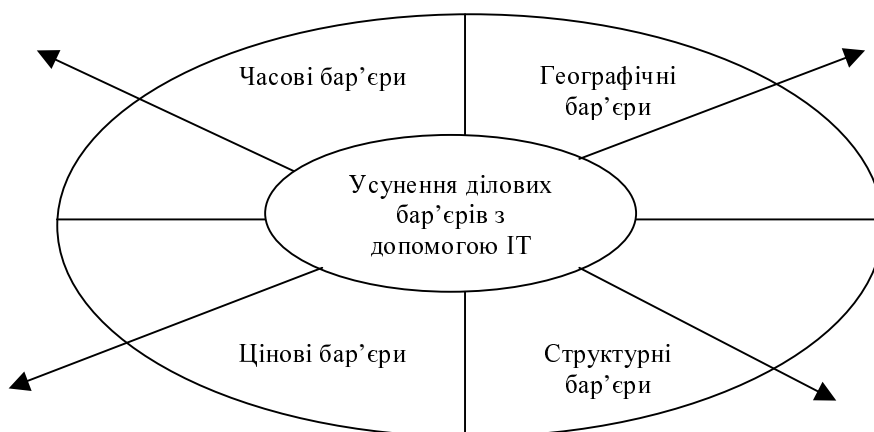 Часові бар’єри
Географічні
бар’єри
Усунення ділових
бар’єрів з
допомогою ІТ
Цінові бар’єри
Структурні
бар’єри